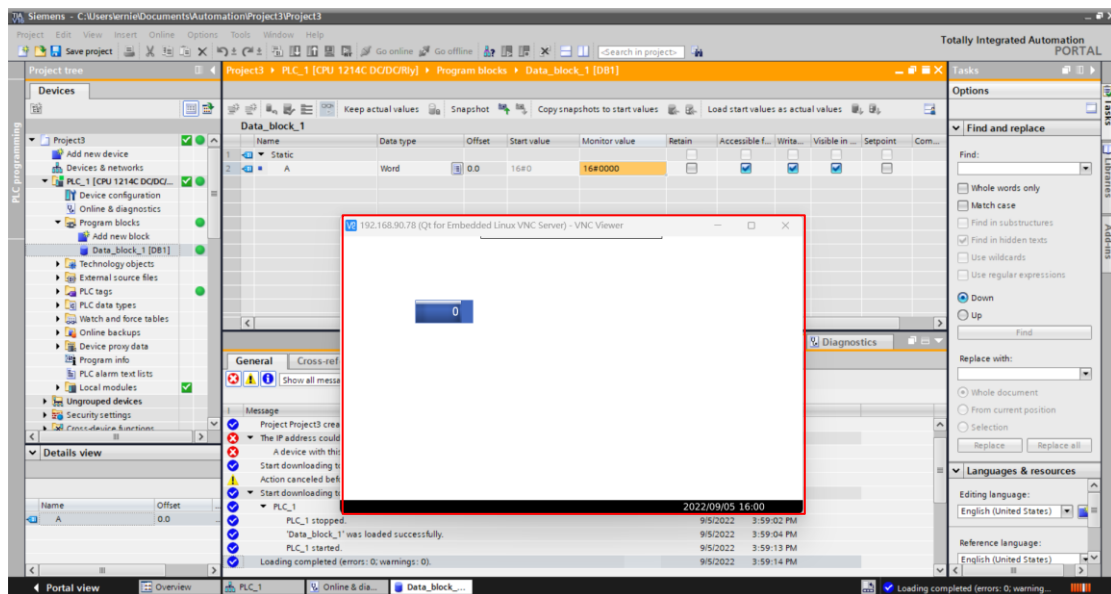 Siemens - C:\Users\ernie\Documents\Automation\Project3\Project3
Project Edit View Insert Online Options Tools Window Help
Totally Integrated Automation
PORTAL
Save project
Go online
Go offline
<Search in project>
Project tree
Project3 ▸ PLC_1 [CPU 1214C DC/DC/Rly] ▸ Program blocks ▸ Data_block_1 [DB1]
Tasks
Devices
Options
PLC programming
Keep actual values
Snapshot
Copy snapshots to start values
Load start values as actual values
Data_block_1
Name Data type Offset Start value Monitor value Retain Accessible f... Writa... Visible in ... Setpoint Com...
1 Static
2 A Word 0.0 16#0 16#0000
Project3
Add new device
Devices & networks
PLC_1 [CPU 1214C DC/DC/...
Device configuration
Online & diagnostics
Program blocks
Add new block
Data_block_1 [DB1]
Technology objects
External source files
PLC tags
PLC data types
Watch and force tables
Online backups
Device proxy data
Program info
PLC alarm text lists
Local modules
Ungrouped devices
Security settings
Cross-device functions
Details view
Name Offset
A 0.0
192.168.90.78 (Qt for Embedded Linux VNC Server) - VNC Viewer
0
2022/09/05 16:00
Diagnostics
General
Cross-ref
Show all messa
! Message
Project Project3 crea
The IP address could
A device with this
Start downloading t
Action canceled bef
Start downloading t
PLC_1
PLC_1 stopped. 9/5/2022 3:59:02 PM
'Data_block_1' was loaded successfully. 9/5/2022 3:59:04 PM
PLC_1 started. 9/5/2022 3:59:13 PM
Loading completed (errors: 0; warnings: 0). 9/5/2022 3:59:14 PM
Find and replace
Find:
Whole words only
Match case
Find in substructures
Find in hidden texts
Use wildcards
Use regular expressions
Down
Up
Find
Replace with:
Whole document
From current position
Selection
Replace
Replace all
Languages & resources
Editing language:
English (United States)
Reference language:
English (United States)
Tasks
Libraries
Add-ins
Portal view
Overview
PLC_1
Online & dia...
Data_block_...
Loading completed (errors: 0; warning...